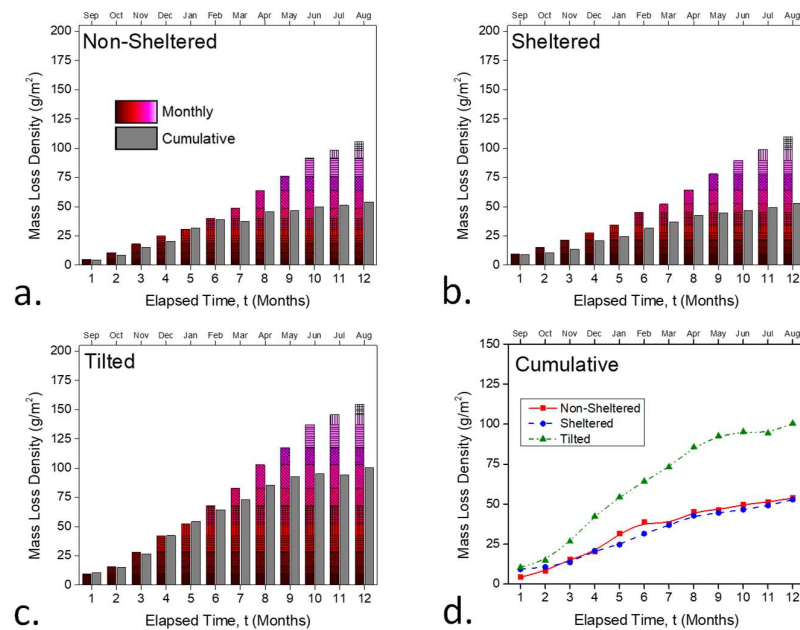 Sep Oct Nov Dec Jan Feb Mar Apr May Jun Jul Aug
Non-Sheltered
Monthly
Cumulative
Mass Loss Density (g/m²)
200
175
150
125
100
75
50
25
0
1 2 3 4 5 6 7 8 9 10 11 12
Elapsed Time, t (Months)
a.
Sep Oct Nov Dec Jan Feb Mar Apr May Jun Jul Aug
Sheltered
Mass Loss Density (g/m²)
200
175
150
125
100
75
50
25
0
1 2 3 4 5 6 7 8 9 10 11 12
Elapsed Time, t (Months)
b.
Sep Oct Nov Dec Jan Feb Mar Apr May Jun Jul Aug
Tilted
Mass Loss Density (g/m²)
200
175
150
125
100
75
50
25
0
1 2 3 4 5 6 7 8 9 10 11 12
Elapsed Time, t (Months)
c.
Sep Oct Nov Dec Jan Feb Mar Apr May Jun Jul Aug
Cumulative
Non-Sheltered
Sheltered
Tilted
Mass Loss Density (g/m²)
150
125
100
75
50
25
0
1 2 3 4 5 6 7 8 9 10 11 12
Elapsed Time, t (Months)
d.